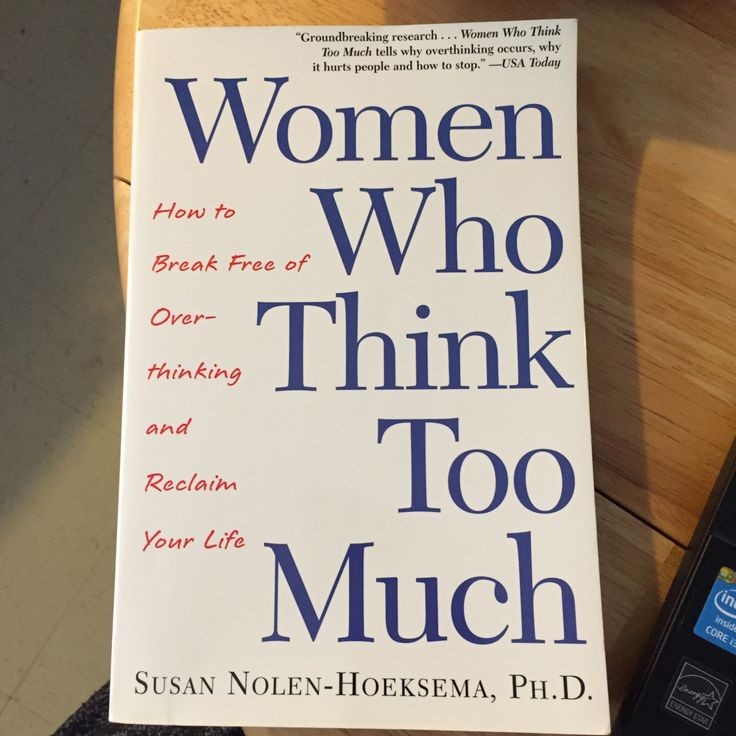 “Groundbreaking research . . . Women Who Think
Too Much tells why overthinking occurs, why
it hurts people and how to stop.” —USA Today
Women
Who
Think
Too
Much
How to
Break Free of
Over-
thinking
and
Reclaim
Your Life
SUSAN NOLEN-HOEKSEMA, PH.D.
inside
CORE i3
ENERGY STAR